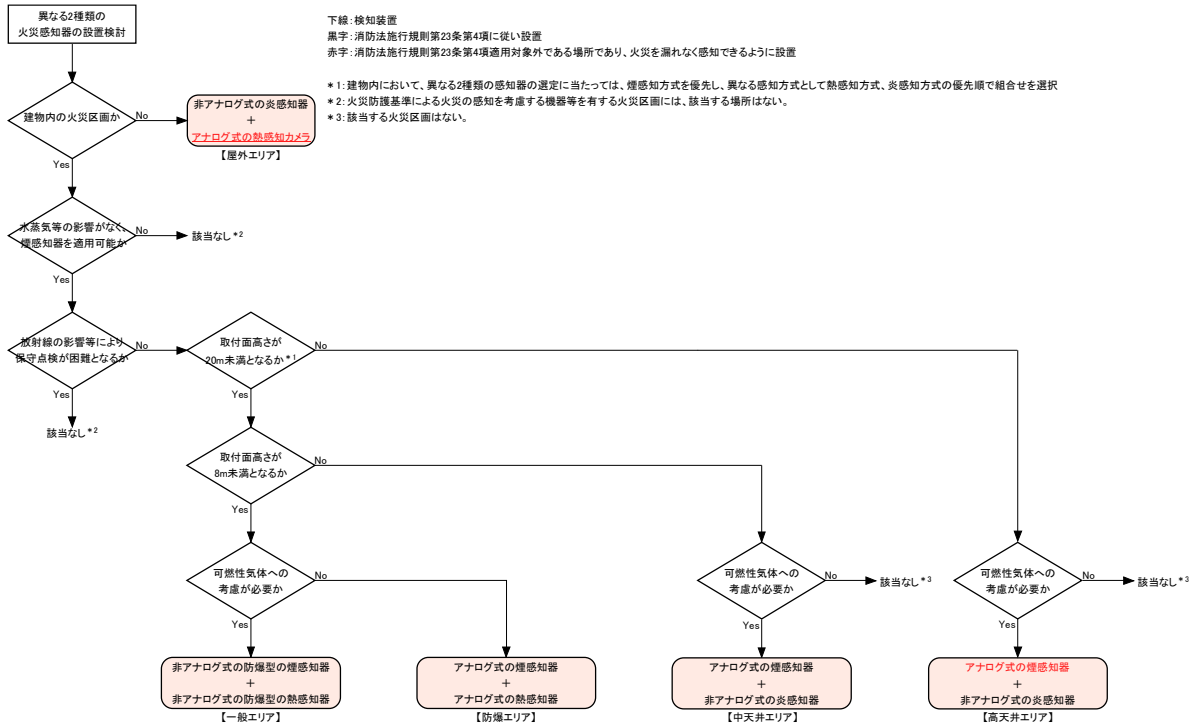 異なる2種類の
火災感知器の設置検討
下線：検知装置
黒字：消防法施行規則第23条第4項に従い設置
赤字：消防法施行規則第23条第4項適用対象外である場所であり、火災を漏れなく感知できるように設置
＊1：建物内において、異なる2種類の感知器の選定に当たっては、煙感知方式を優先し、異なる感知方式として熱感知方式、炎感知方式の優先順で組合せを選択
＊2：火災防護基準による火災の感知を考慮する機器等を有する火災区画には、該当する場所はない。
＊3：該当する火災区画はない。
建物内の火災区画か
No
Yes
非アナログ式の炎感知器
＋
アナログ式の熱感知カメラ
【屋外エリア】
水蒸気等の影響がなく、
煙感知器を適用可能か
No
該当なし＊2
Yes
放射線の影響等により
保守点検が困難となるか
No
Yes
該当なし＊2
取付面高さが
20m未満となるか＊1
No
Yes
取付面高さが
8m未満となるか
No
Yes
可燃性気体への
考慮が必要か
No
Yes
可燃性気体への
考慮が必要か
No
該当なし＊3
Yes
可燃性気体への
考慮が必要か
No
該当なし＊3
Yes
非アナログ式の防爆型の煙感知器
＋
非アナログ式の防爆型の熱感知器
【一般エリア】
アナログ式の煙感知器
＋
アナログ式の熱感知器
【防爆エリア】
アナログ式の煙感知器
＋
非アナログ式の炎感知器
【中天井エリア】
アナログ式の煙感知器
＋
非アナログ式の炎感知器
【高天井エリア】